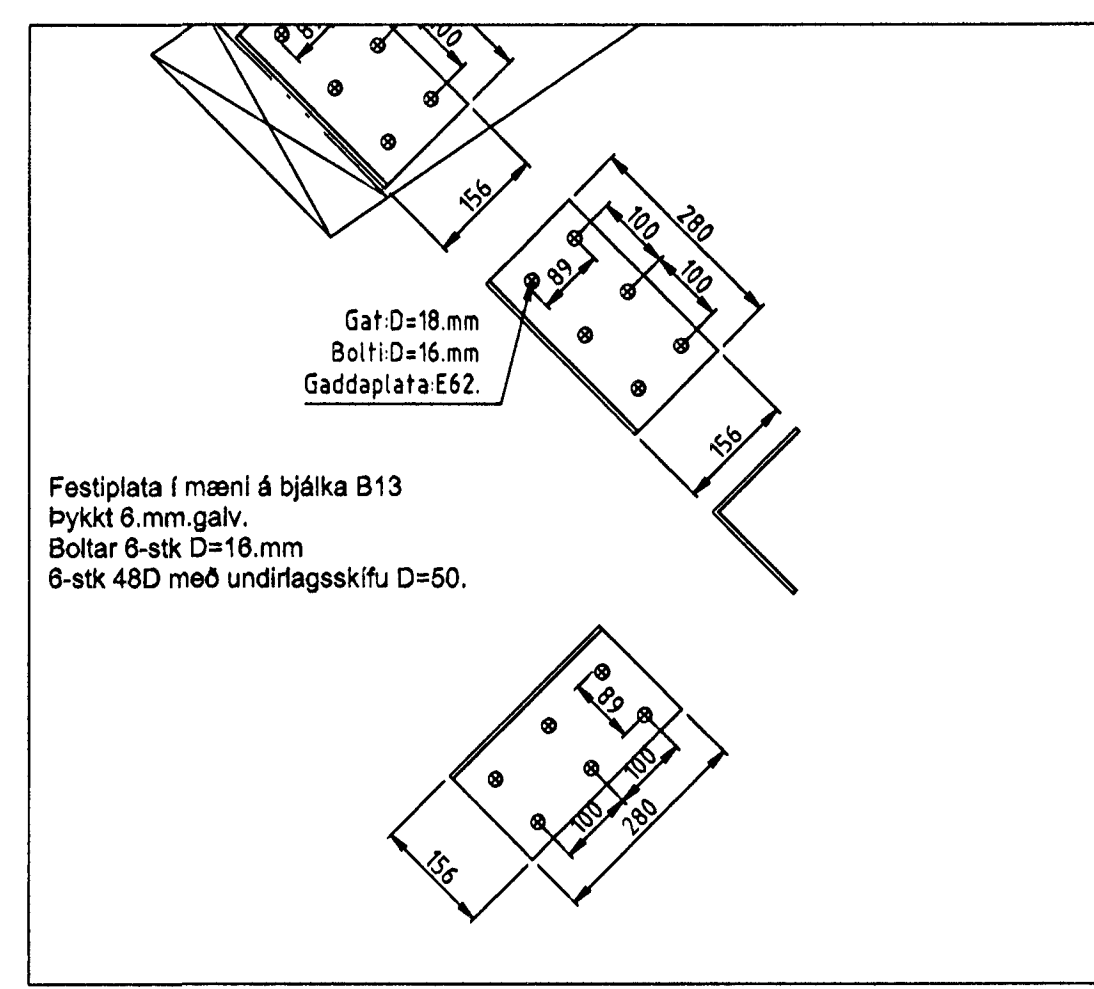 156
280
100
89
100
Gat:D=18.mm
Bolti:D=16.mm
Gaddaplata:E62.
156
Festiplata í mæni á bjálka B13
Þykkt 6.mm.galv.
Boltar 6-stk D=16.mm
6-stk 48D með undirlagsskífu D=50.
89
100
100
280
156